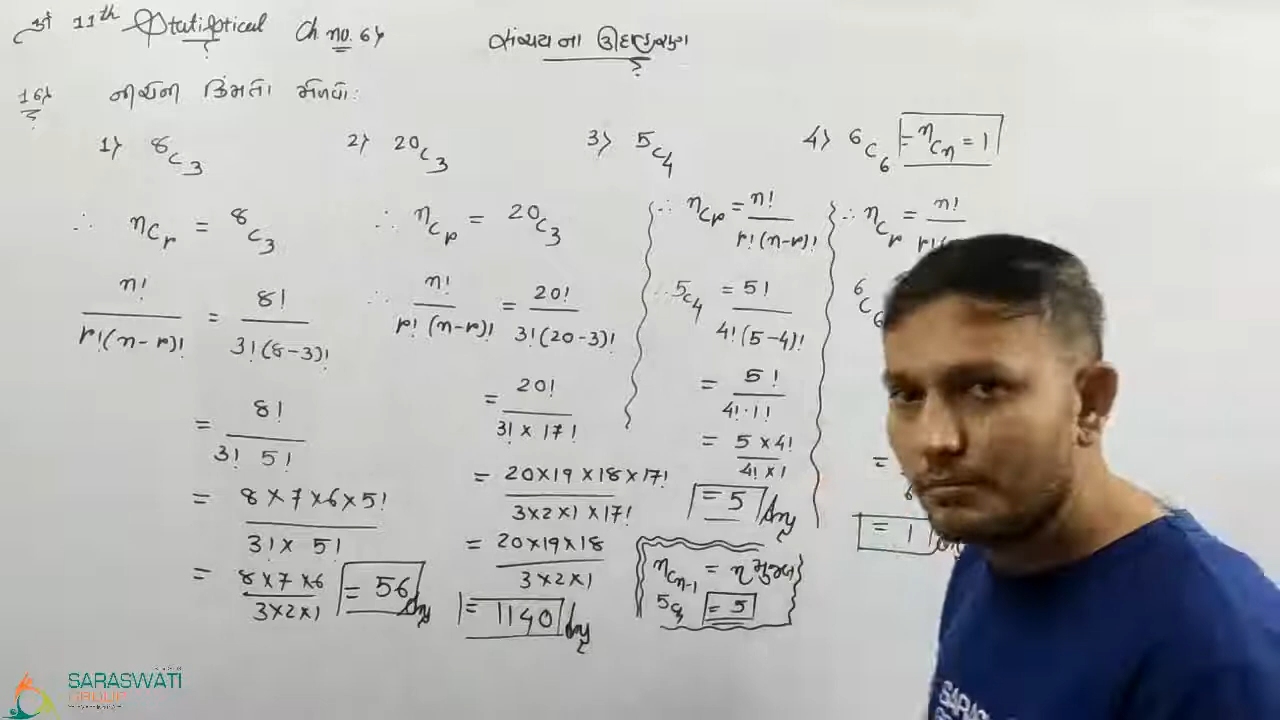 11th Statistical Ch. no. 6
સંચય ના ઉદાહરણ
16) નીચેના કિંમતો મેળવો:
1) ⁸C₃
2) ²⁰C₃
3) ⁵C₄
4) ⁶C₆ = ⁿCₙ = 1
∴ ⁿCᵣ = ⁸C₃
n! / r!(n-r)! = 8! / 3!(8-3)!
= 8! / 3! 5!
= 8×7×6×5! / 3!× 5!
= 8×7×6 / 3×2×1 = 56 Ans
∴ ⁿCᵣ = ²⁰C₃
∴ n! / r!(n-r)! = 20! / 3!(20-3)!
= 20! / 3! × 17!
= 20×19×18×17! / 3×2×1×17!
= 20×19×18 / 3×2×1
= 1140 Ans
∴ ⁿCᵣ = n! / r!(n-r)!
∴ ⁵C₄ = 5! / 4!(5-4)!
= 5! / 4!·1!
= 5×4! / 4!×1
= 5 Ans
ⁿCₙ₋₁ = n મુજબ
⁵C₄ = 5
∴ ⁿCᵣ = n! / r!(
⁶C₆
=
= 1
SARASWATI
GROUP
SARAS